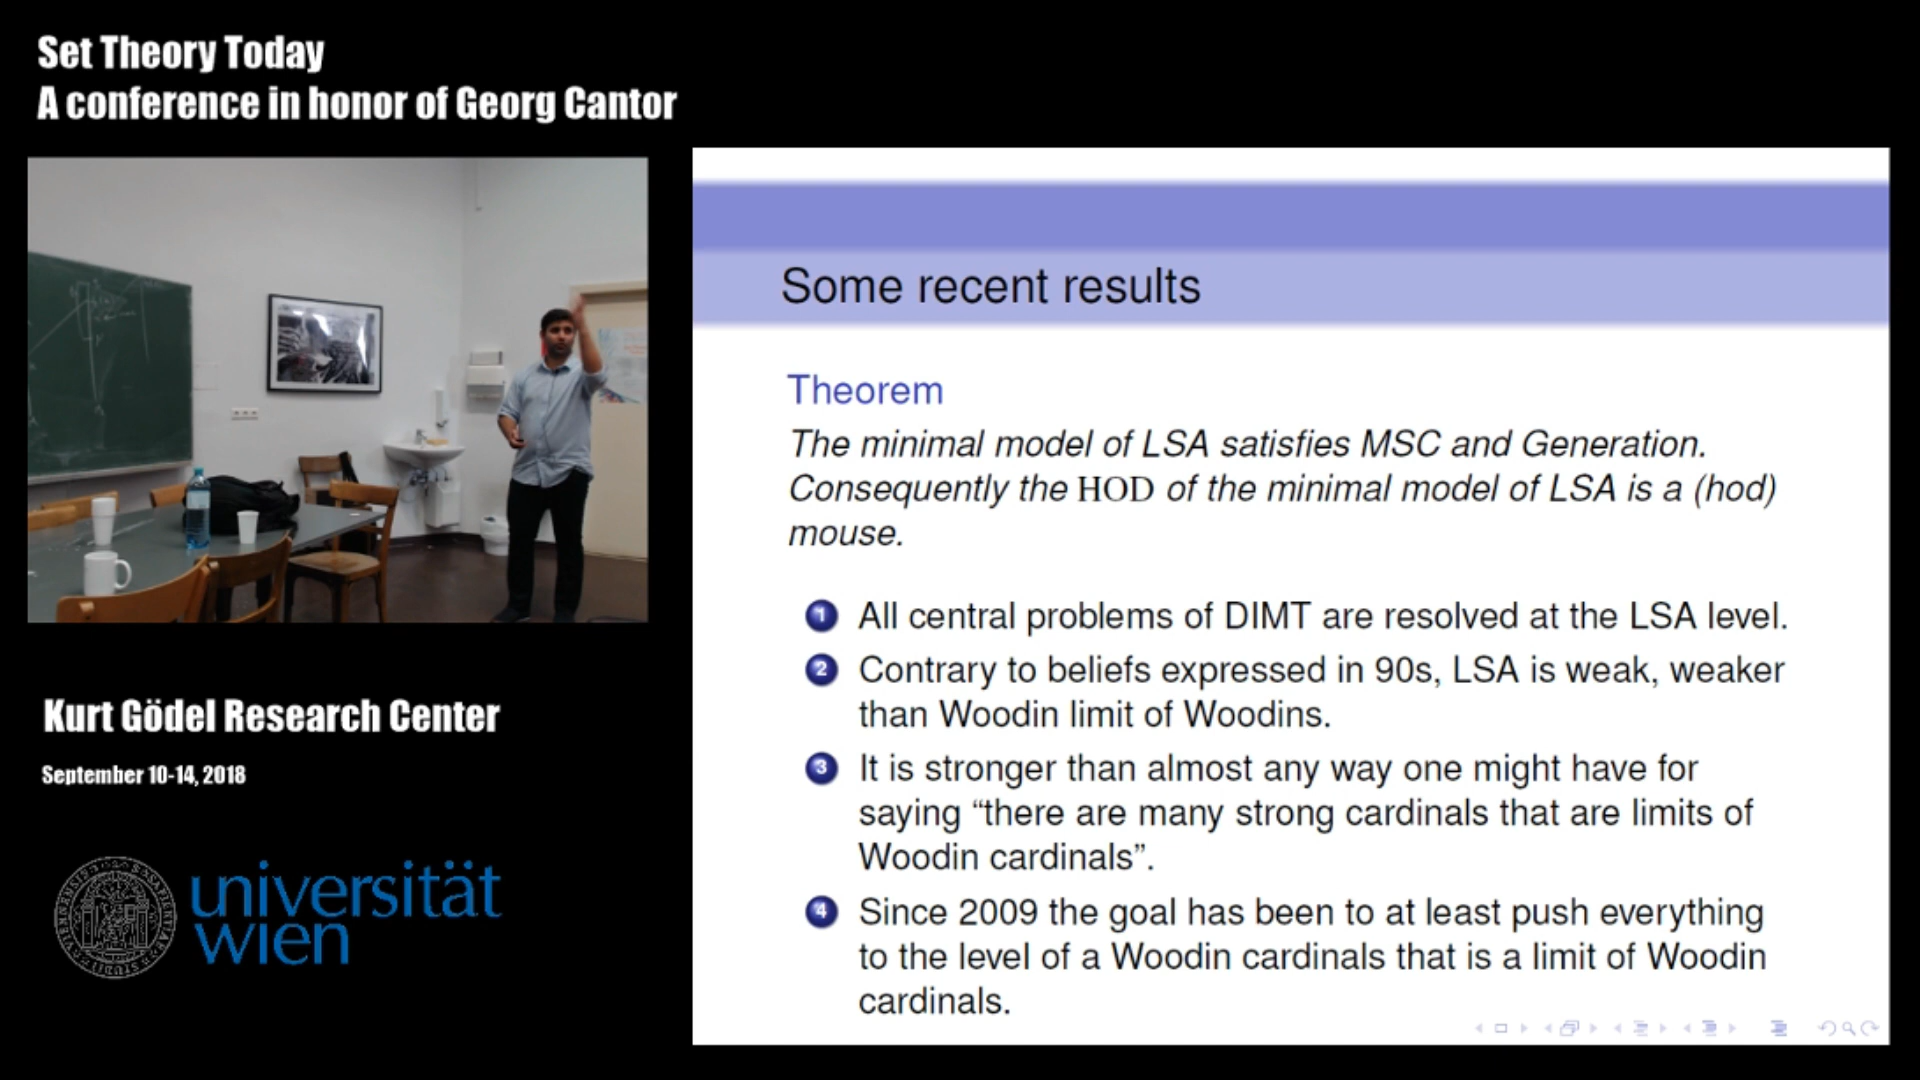 Set Theory Today
A conference in honor of Georg Cantor
Some recent results
Theorem
The minimal model of LSA satisfies MSC and Generation.
Consequently the HOD of the minimal model of LSA is a (hod)
mouse.
1 All central problems of DIMT are resolved at the LSA level.
2 Contrary to beliefs expressed in 90s, LSA is weak, weaker
than Woodin limit of Woodins.
3 It is stronger than almost any way one might have for
saying “there are many strong cardinals that are limits of
Woodin cardinals”.
4 Since 2009 the goal has been to at least push everything
to the level of a Woodin cardinals that is a limit of Woodin
cardinals.
Kurt Gödel Research Center
September 10-14, 2018
universität
wien